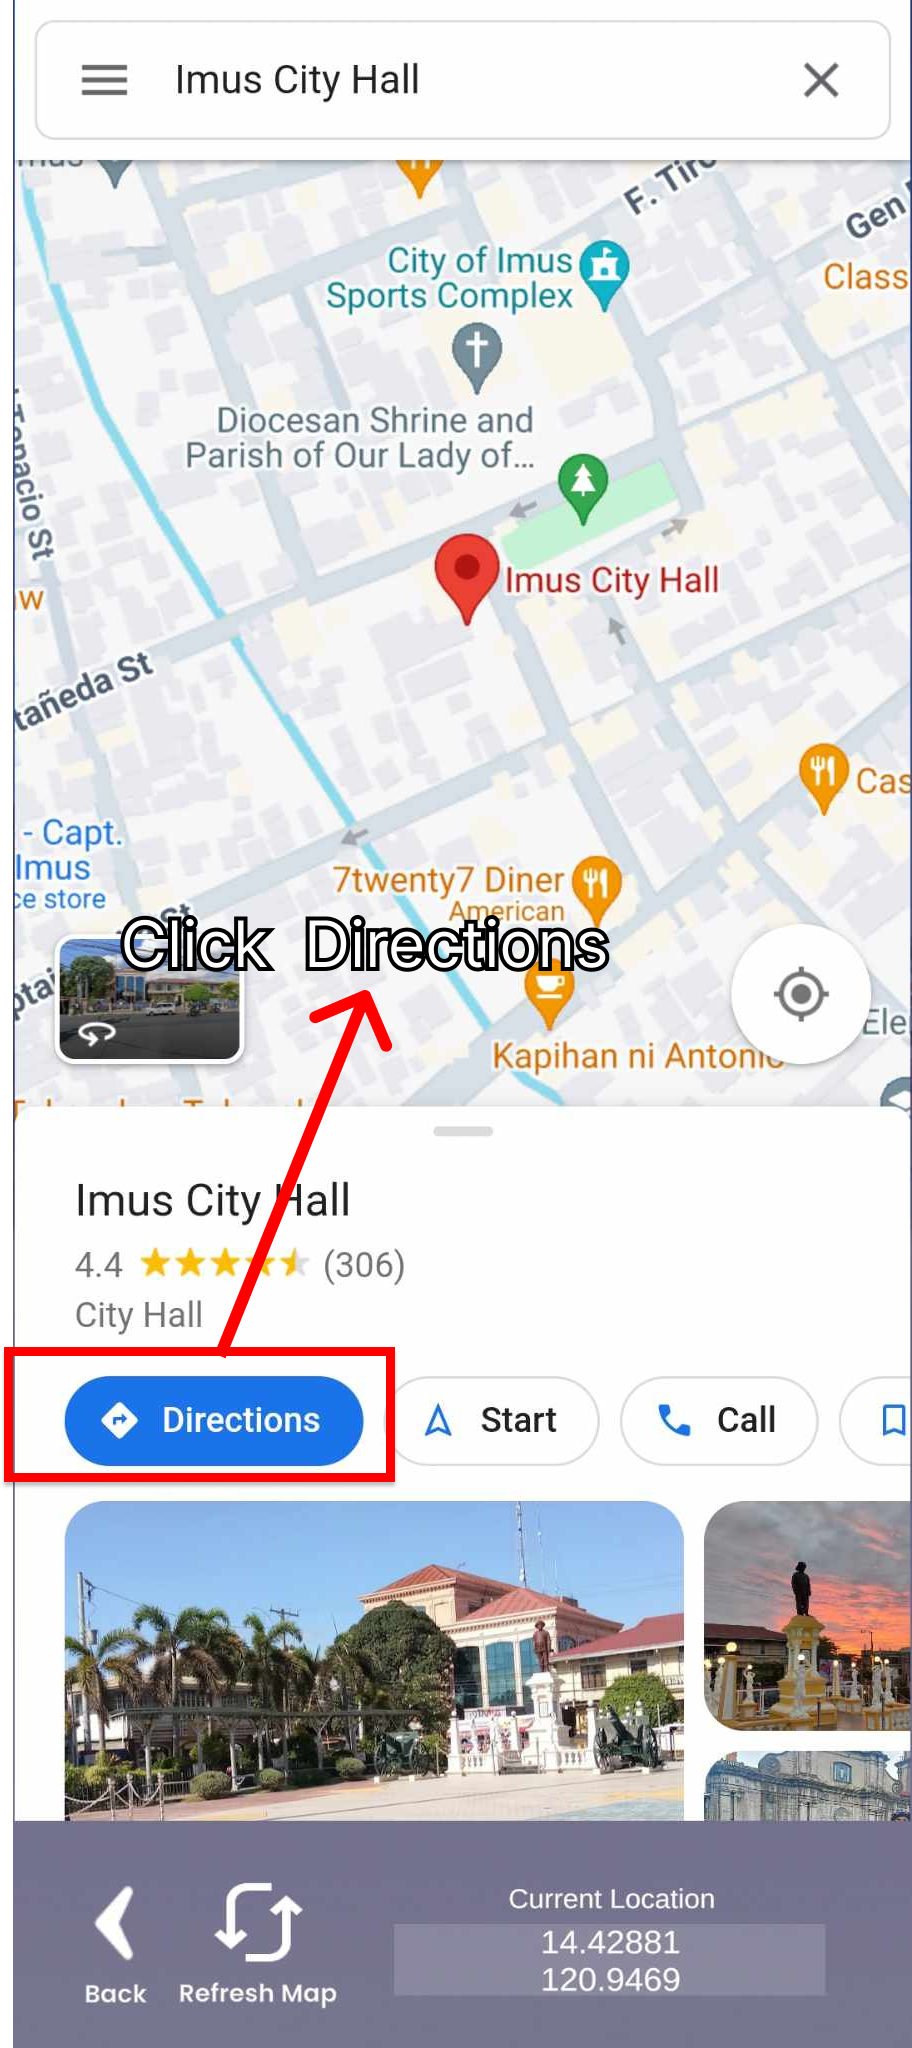 Imus City Hall
F. Tiro
Gen
City of Imus
Sports Complex
Class
Diocesan Shrine and
Parish of Our Lady of...
Tonacio St
Imus City Hall
w
tañeda St
Cas
- Capt.
Imus
ce store
7twenty7 Diner
American
St
Click Directions
Ele
Kapihan ni Antonio
Imus City Hall
4.4 (306)
City Hall
Directions
Start
Call
Current Location
14.42881
120.9469
Back
Refresh Map